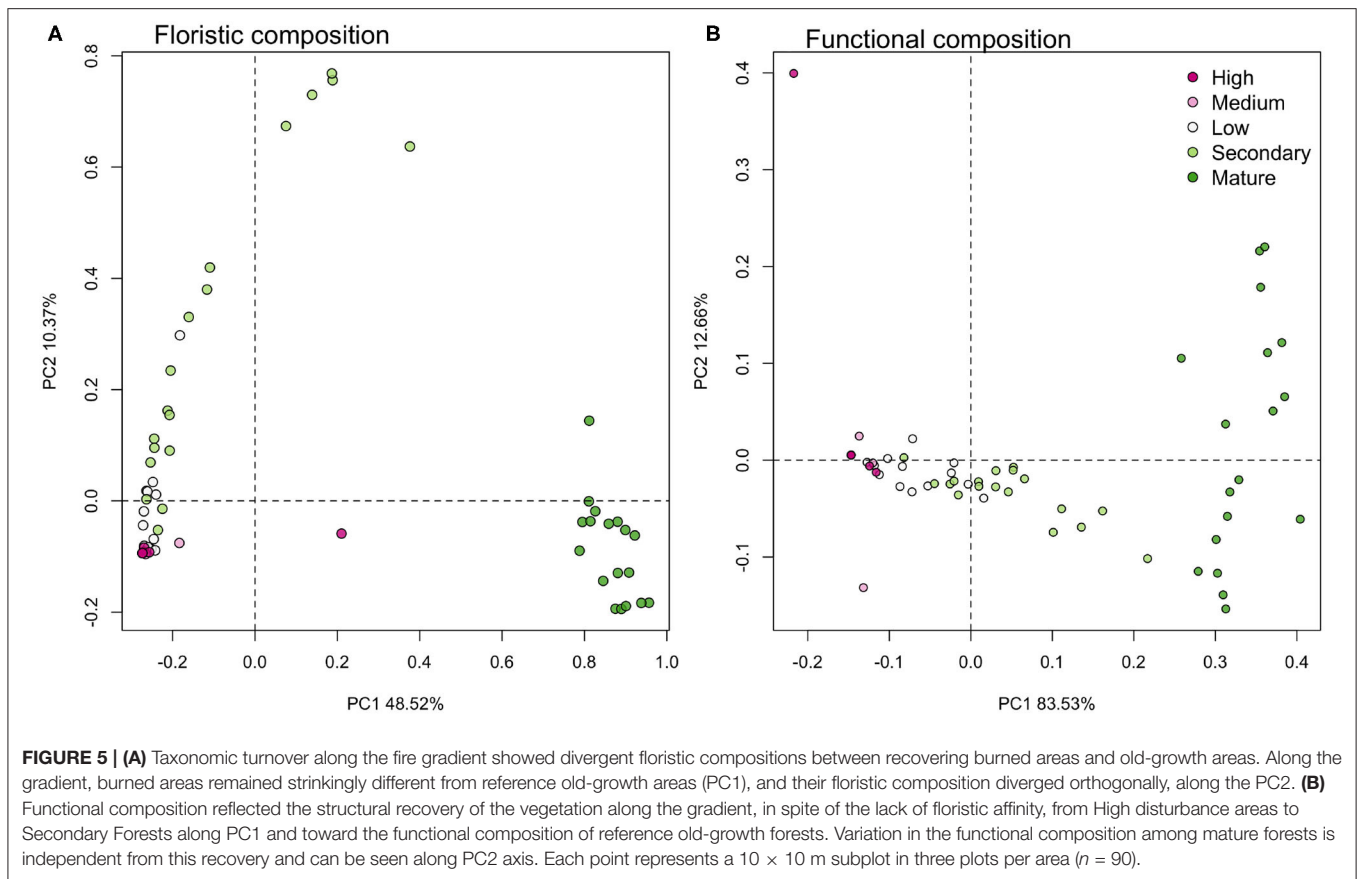 A Floristic composition
0.8
0.6
0.4
0.2
0.0
-0.2
PC2 10.37%
-0.2 0.0 0.2 0.4 0.6 0.8 1.0
PC1 48.52%
B Functional composition
0.4
0.3
0.2
0.1
0.0
-0.1
PC2 12.66%
High
Medium
Low
Secondary
Mature
-0.2 -0.1 0.0 0.1 0.2 0.3 0.4
PC1 83.53%
FIGURE 5 | (A) Taxonomic turnover along the fire gradient showed divergent floristic compositions between recovering burned areas and old-growth areas. Along the
gradient, burned areas remained strinkingly different from reference old-growth areas (PC1), and their floristic composition diverged orthogonally, along the PC2. (B)
Functional composition reflected the structural recovery of the vegetation along the gradient, in spite of the lack of floristic affinity, from High disturbance areas to
Secondary Forests along PC1 and toward the functional composition of reference old-growth forests. Variation in the functional composition among mature forests is
independent from this recovery and can be seen along PC2 axis. Each point represents a 10 × 10 m subplot in three plots per area (n = 90).